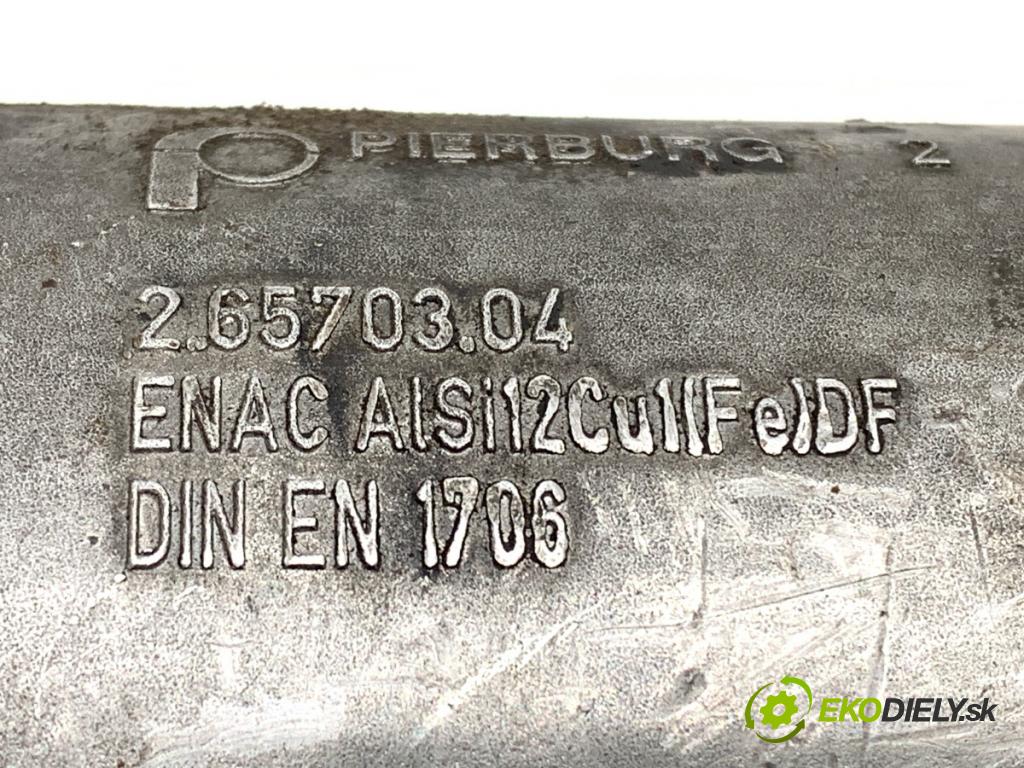 PIERBURG 2
2.65703.04
ENAC AlSi12Cu1(Fe)DF
DIN EN 1706
EKODIELY.sk